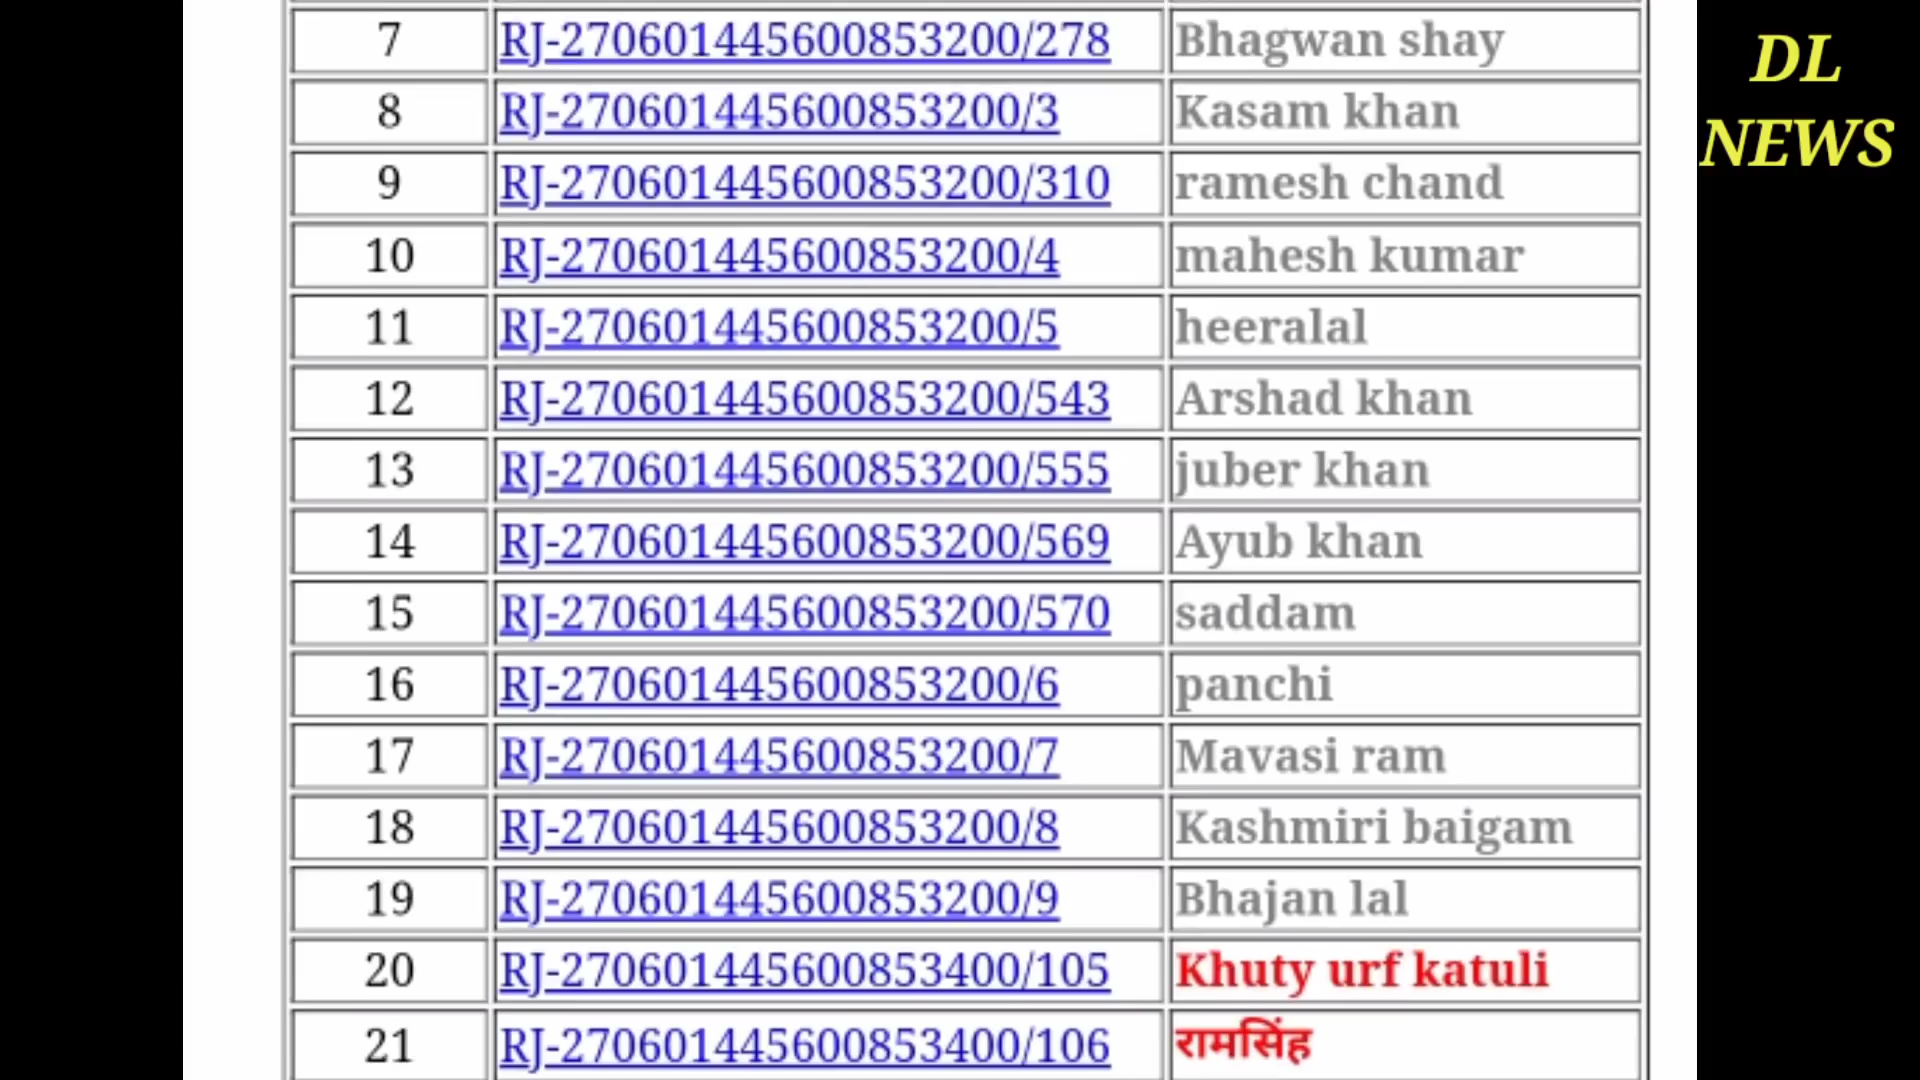 7 RJ-270601445600853200/278 Bhagwan shay
8 RJ-270601445600853200/3 Kasam khan
9 RJ-270601445600853200/310 ramesh chand
10 RJ-270601445600853200/4 mahesh kumar
11 RJ-270601445600853200/5 heeralal
12 RJ-270601445600853200/543 Arshad khan
13 RJ-270601445600853200/555 juber khan
14 RJ-270601445600853200/569 Ayub khan
15 RJ-270601445600853200/570 saddam
16 RJ-270601445600853200/6 panchi
17 RJ-270601445600853200/7 Mavasi ram
18 RJ-270601445600853200/8 Kashmiri baigam
19 RJ-270601445600853200/9 Bhajan lal
20 RJ-270601445600853400/105 Khuty urf katuli
21 RJ-270601445600853400/106 रामसिंह
DL
NEWS